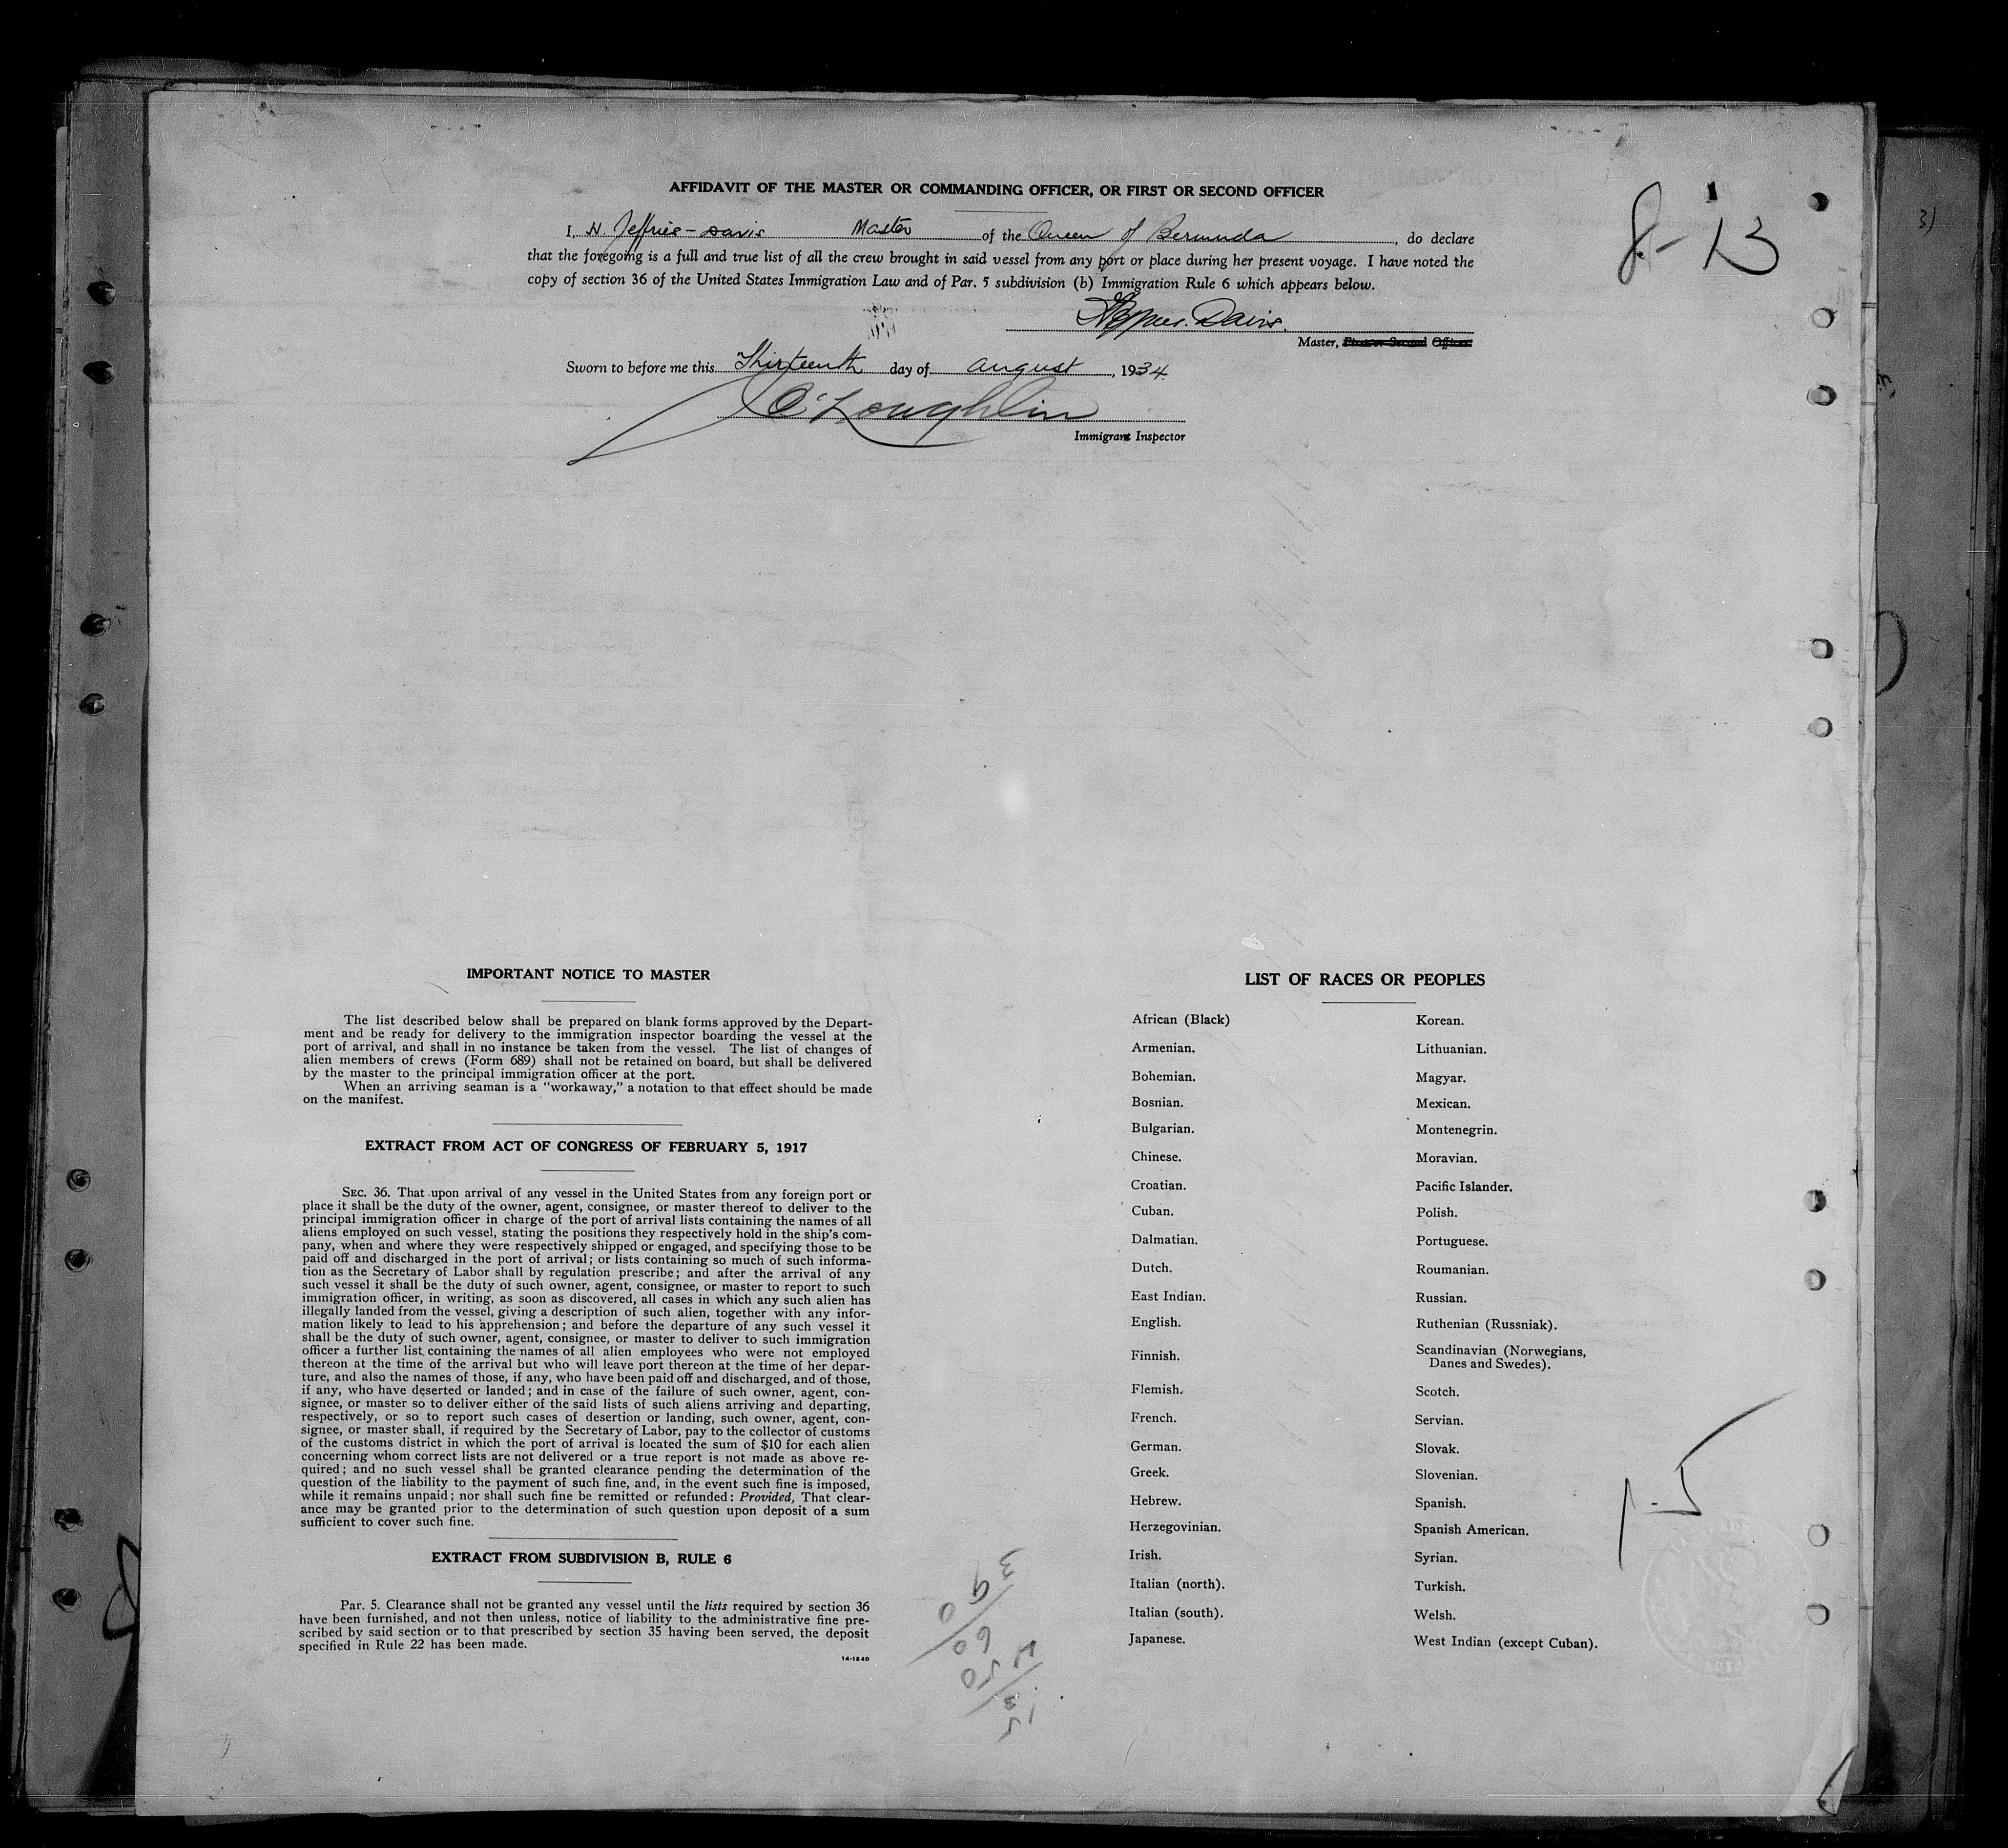 AFFIDAVIT OF THE MASTER OR COMMANDING OFFICER, OR FIRST OR SECOND OFFICER
8-13
I, H. Jeffries-Davis Master of the Queen of Bermuda, do declare
that the foregoing is a full and true list of all the crew brought in said vessel from any port or place during her present voyage. I have noted the
copy of section 36 of the United States Immigration Law and of Par. 5 subdivision (b) Immigration Rule 6 which appears below.
Davis.
Master, First or Second Officer.
Sworn to before me this Thirteenth day of August, 1934.
O'Loughlin
Immigrant Inspector
IMPORTANT NOTICE TO MASTER
The list described below shall be prepared on blank forms approved by the Depart-
ment and be ready for delivery to the immigration inspector boarding the vessel at the
port of arrival, and shall in no instance be taken from the vessel. The list of changes of
alien members of crews (Form 689) shall not be retained on board, but shall be delivered
by the master to the principal immigration officer at the port.
When an arriving seaman is a "workaway," a notation to that effect should be made
on the manifest.
EXTRACT FROM ACT OF CONGRESS OF FEBRUARY 5, 1917
SEC. 36. That upon arrival of any vessel in the United States from any foreign port or
place it shall be the duty of the owner, agent, consignee, or master thereof to deliver to the
principal immigration officer in charge of the port of arrival lists containing the names of all
aliens employed on such vessel, stating the positions they respectively hold in the ship's com-
pany, when and where they were respectively shipped or engaged, and specifying those to be
paid off and discharged in the port of arrival; or lists containing so much of such informa-
tion as the Secretary of Labor shall by regulation prescribe; and after the arrival of any
such vessel it shall be the duty of such owner, agent, consignee, or master to report to such
immigration officer, in writing, as soon as discovered, all cases in which any such alien has
illegally landed from the vessel, giving a description of such alien, together with any infor-
mation likely to lead to his apprehension; and before the departure of any such vessel it
shall be the duty of such owner, agent, consignee, or master to deliver to such immigration
officer a further list containing the names of all alien employees who were not employed
thereon at the time of the arrival but who will leave port thereon at the time of her depar-
ture, and also the names of those, if any, who have been paid off and discharged, and of those,
if any, who have deserted or landed; and in case of the failure of such owner, agent, con-
signee, or master so to deliver either of the said lists of such aliens arriving and departing,
respectively, or so to report such cases of desertion or landing, such owner, agent, con-
signee, or master shall, if required by the Secretary of Labor, pay to the collector of customs
of the customs district in which the port of arrival is located the sum of $10 for each alien
concerning whom correct lists are not delivered or a true report is not made as above re-
quired; and no such vessel shall be granted clearance pending the determination of the
question of the liability to the payment of such fine, and, in the event such fine is imposed,
while it remains unpaid; nor shall such fine be remitted or refunded: Provided, That clear-
ance may be granted prior to the determination of such question upon deposit of a sum
sufficient to cover such fine.
EXTRACT FROM SUBDIVISION B, RULE 6
Par. 5. Clearance shall not be granted any vessel until the lists required by section 36
have been furnished, and not then unless, notice of liability to the administrative fine pre-
scribed by said section or to that prescribed by section 35 having been served, the deposit
specified in Rule 22 has been made.
14-1240
LIST OF RACES OR PEOPLES
African (Black)
Armenian.
Bohemian.
Bosnian.
Bulgarian.
Chinese.
Croatian.
Cuban.
Dalmatian.
Dutch.
East Indian.
English.
Finnish.
Flemish.
French.
German.
Greek.
Hebrew.
Herzegovinian.
Irish.
Italian (north).
Italian (south).
Japanese.
Korean.
Lithuanian.
Magyar.
Mexican.
Montenegrin.
Moravian.
Pacific Islander.
Polish.
Portuguese.
Roumanian.
Russian.
Ruthenian (Russniak).
Scandinavian (Norwegians,
Danes and Swedes).
Scotch.
Servian.
Slovak.
Slovenian.
Spanish.
Spanish American.
Syrian.
Turkish.
Welsh.
West Indian (except Cuban).
1-5